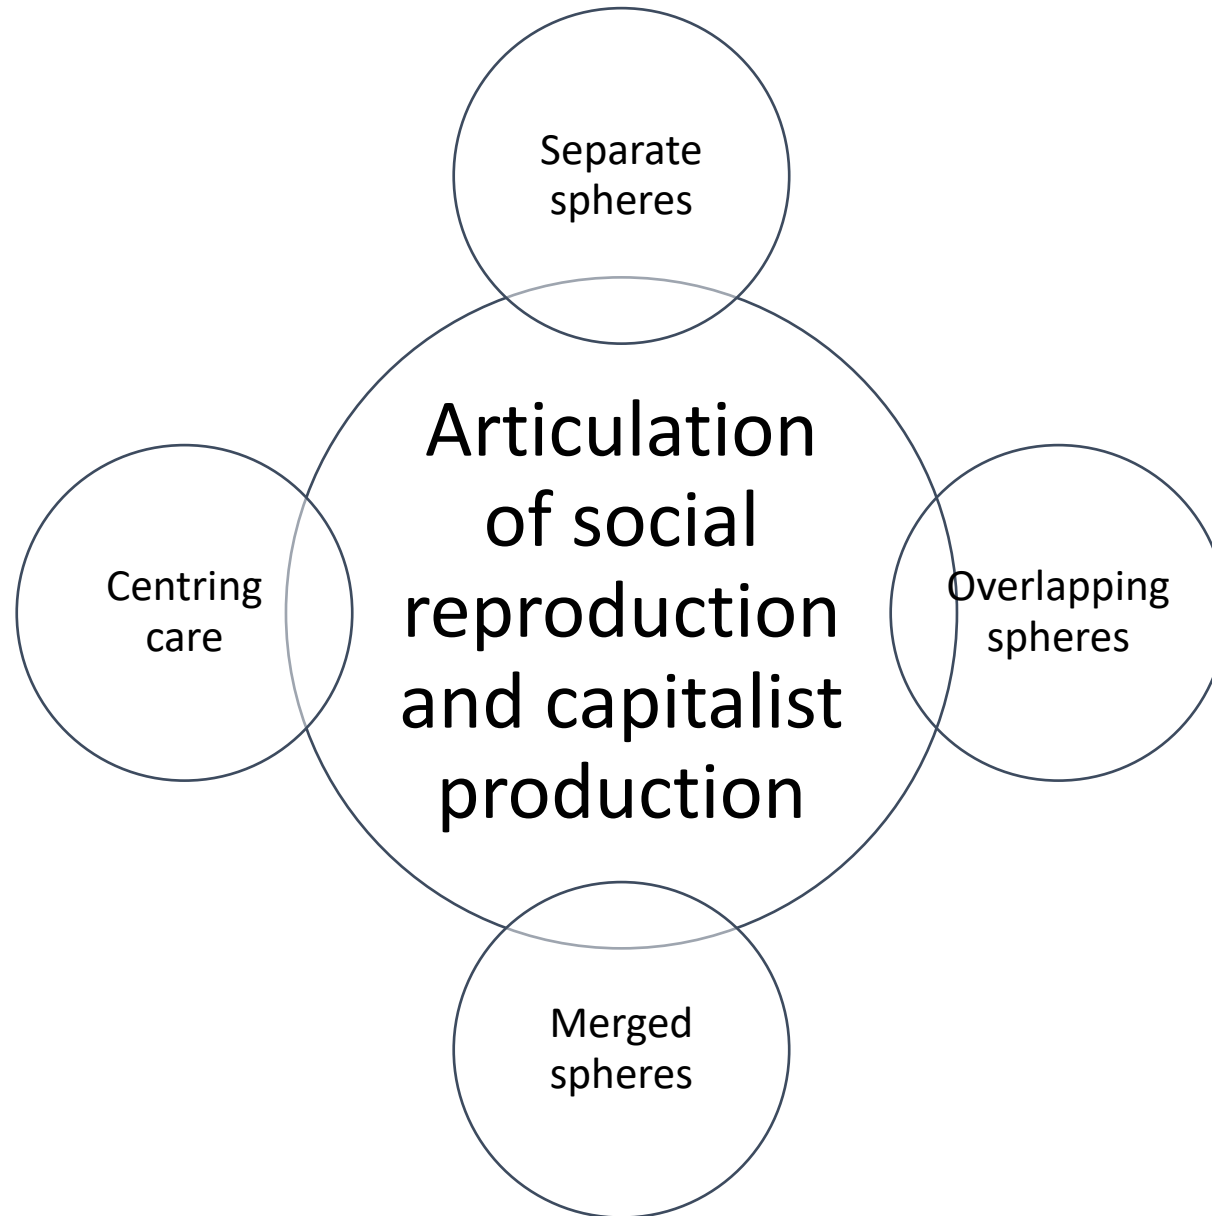 Separate
spheres
Articulation
of social
reproduction
and capitalist
production
Centring
care
Overlapping
spheres
Merged
spheres